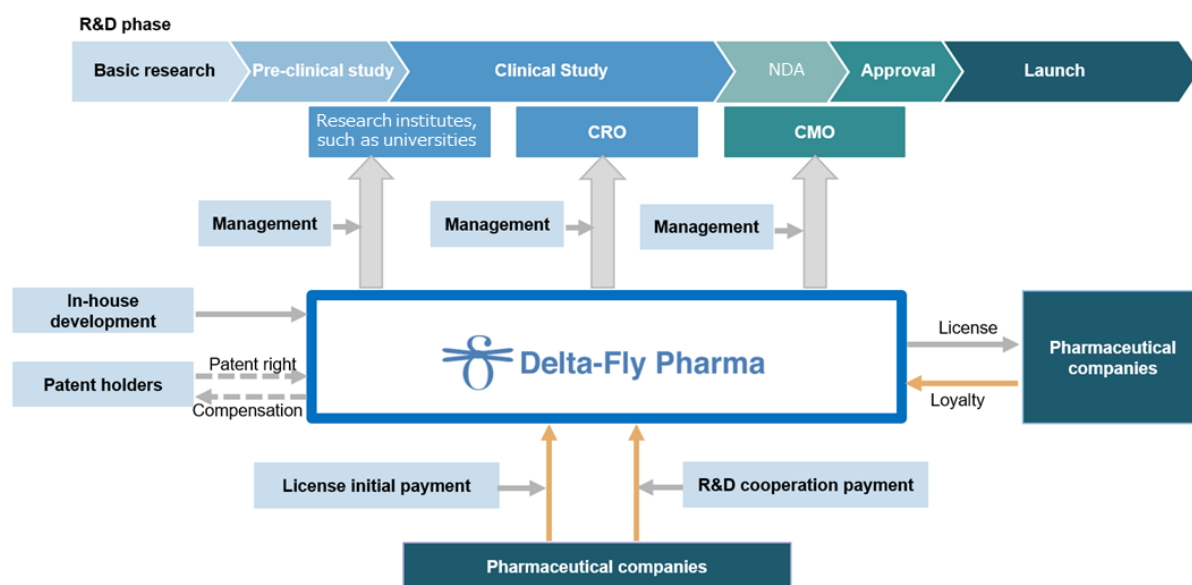 R&D phase
Basic research
Pre-clinical study
Clinical Study
NDA
Approval
Launch
Research institutes,
such as universities
CRO
CMO
Management
Management
Management
In-house
development
Patent holders
Patent right
Compensation
Delta-Fly Pharma
License
Loyalty
Pharmaceutical
companies
License initial payment
R&D cooperation payment
Pharmaceutical companies